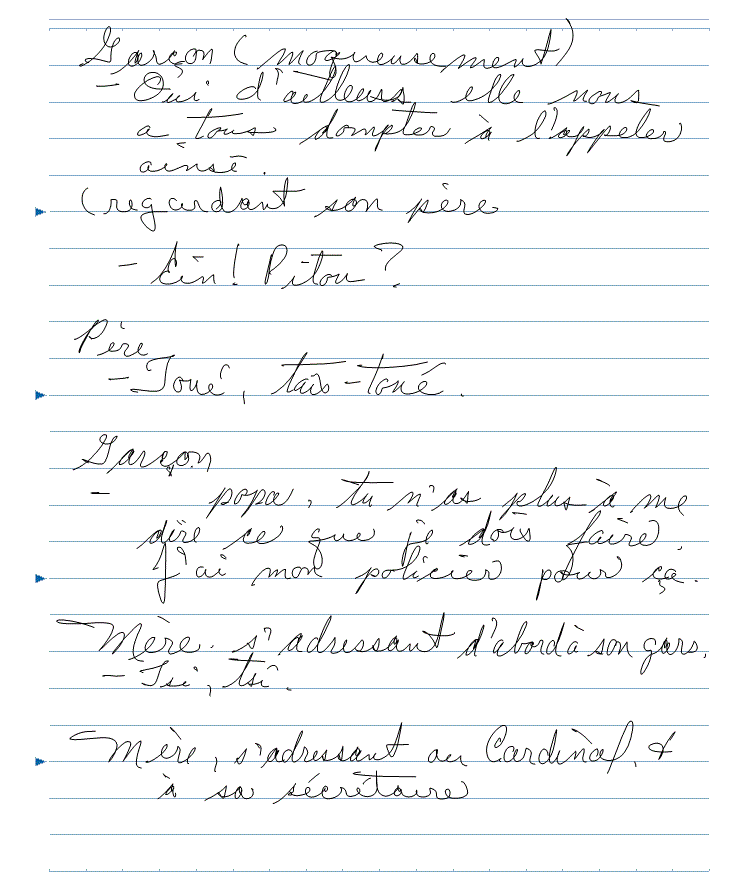 Garçon (moqueusement)
- Oui d'ailleurs, elle nous
a tous dompter à l'appeler
ainsi.
(regardant son père
- Ein! Pitou?
Père
- Toué, tais-toué.
Garçon
- popa, tu n'as plus à me
dire ce que je dois faire.
J'ai mon policier pour ça.
Mère. s'adressant d'abord à son gars,
- Tsi, tsi.
Mère, s'adressant au Cardinal, &
à sa sécrétaire